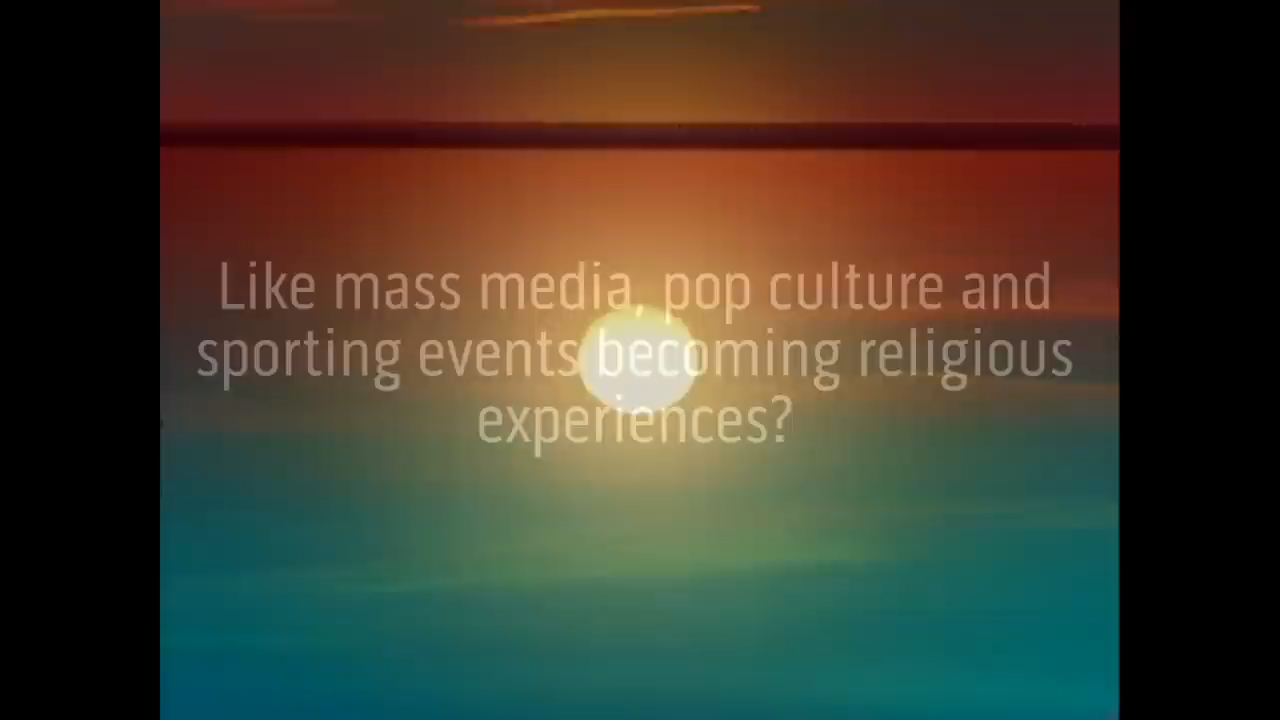 Like mass media, pop culture and
sporting events becoming religious
experiences?